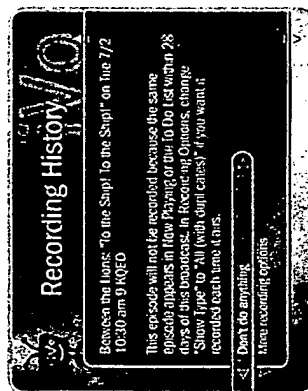 Recording History
Between the Lions: "To the Ship! To the Ship!" on Tue 7/2
10:30 am 9 KQED
This episode will not be recorded because the same
episode appears in Now Playing or the To Do List within 28
days of this broadcast. In Recording Options, change
"Show Type" to "All (with duplicates)" if you want it
recorded each time it airs.
Don't do anything
More recording options